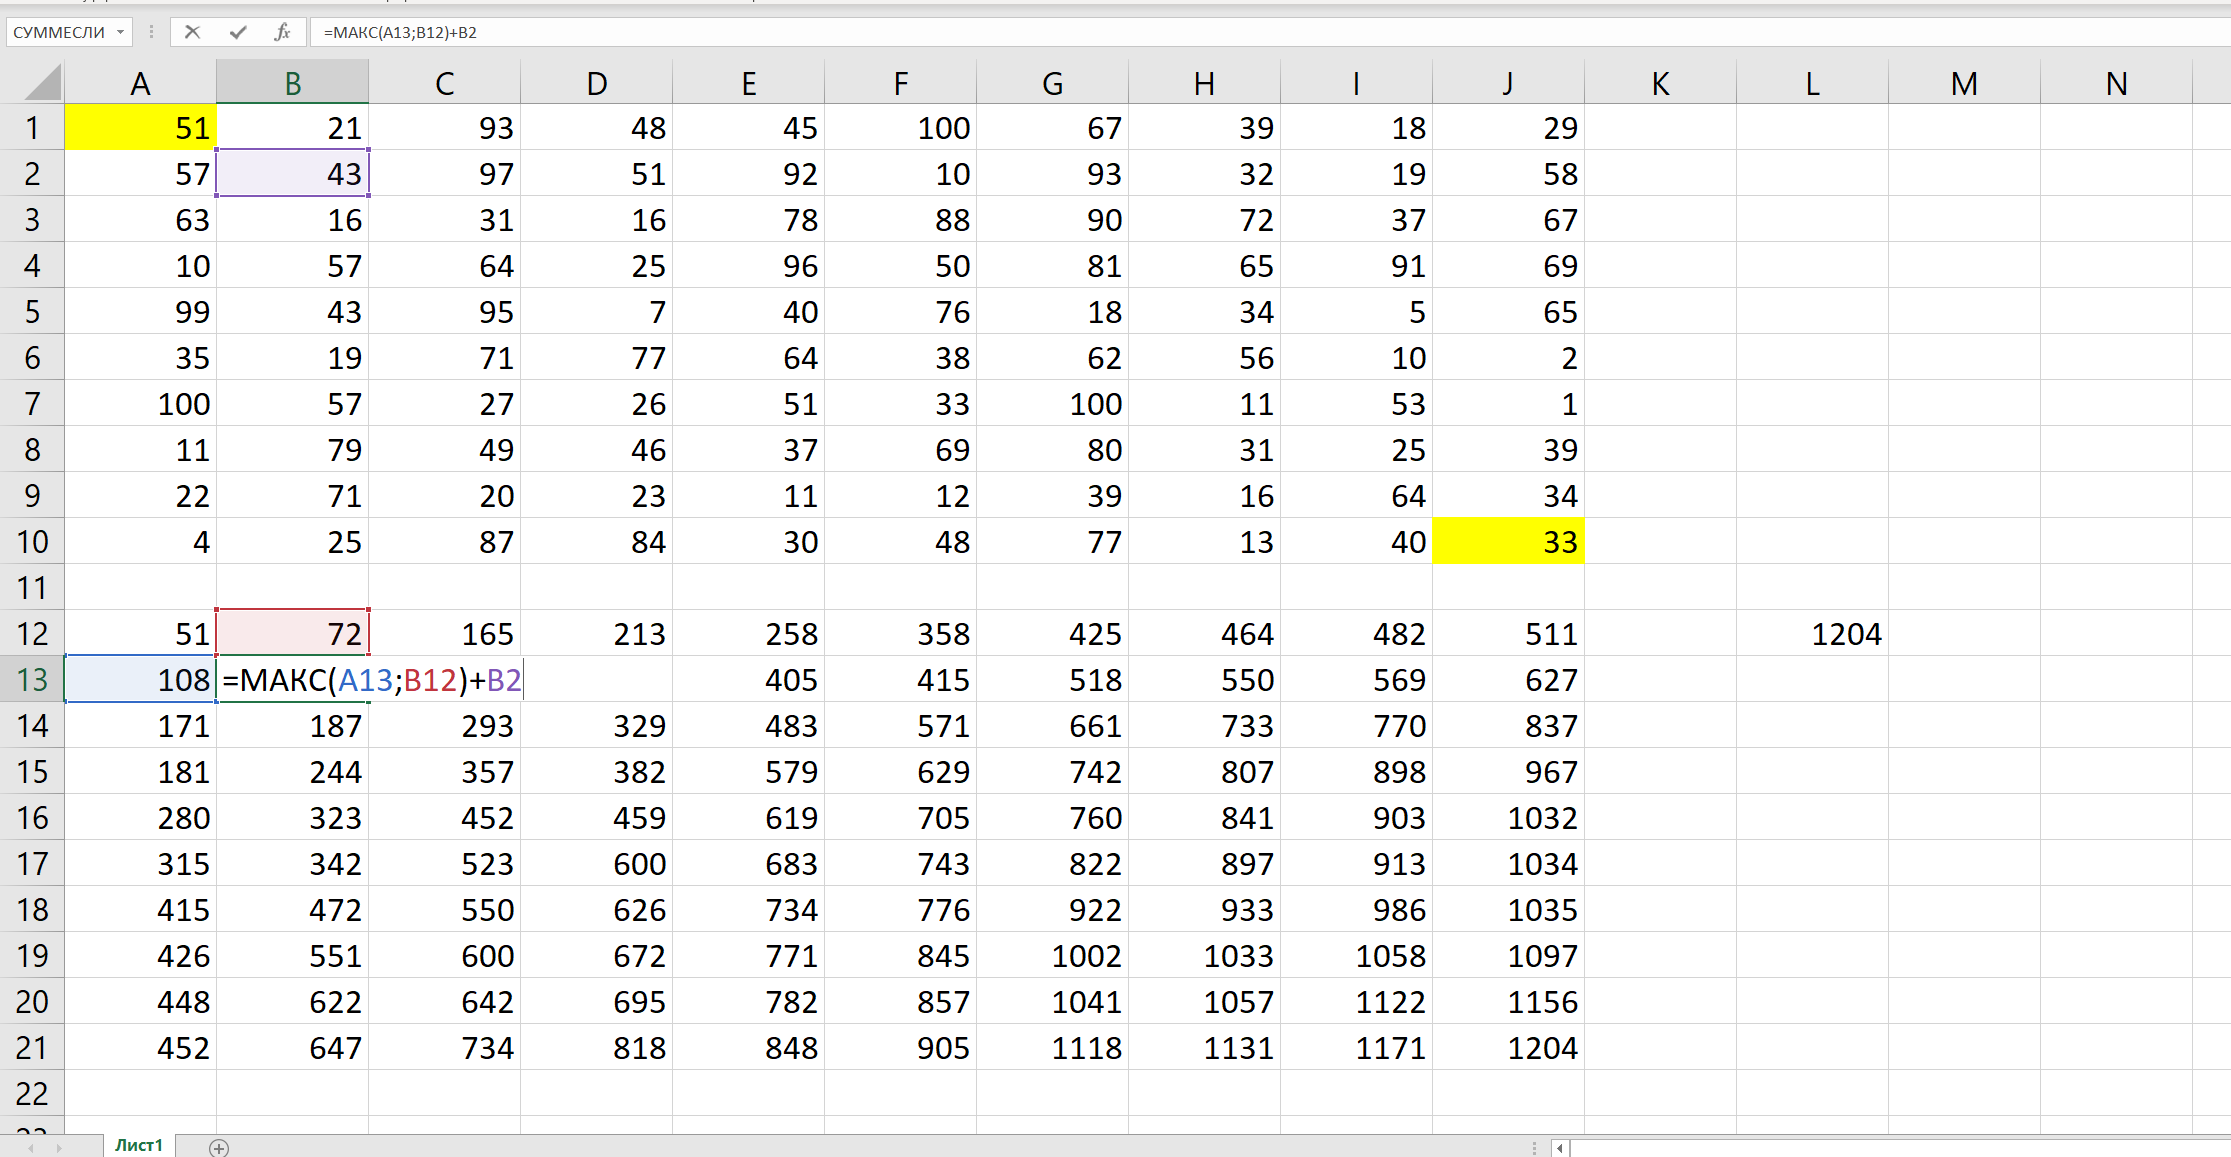 СУММЕСЛИ fx =МАКС(A13;B12)+B2
A B C D E F G H I J K L M N
1 51 21 93 48 45 100 67 39 18 29
2 57 43 97 51 92 10 93 32 19 58
3 63 16 31 16 78 88 90 72 37 67
4 10 57 64 25 96 50 81 65 91 69
5 99 43 95 7 40 76 18 34 5 65
6 35 19 71 77 64 38 62 56 10 2
7 100 57 27 26 51 33 100 11 53 1
8 11 79 49 46 37 69 80 31 25 39
9 22 71 20 23 11 12 39 16 64 34
10 4 25 87 84 30 48 77 13 40 33
11
12 51 72 165 213 258 358 425 464 482 511 1204
13 108 =МАКС(A13;B12)+B2 405 415 518 550 569 627
14 171 187 293 329 483 571 661 733 770 837
15 181 244 357 382 579 629 742 807 898 967
16 280 323 452 459 619 705 760 841 903 1032
17 315 342 523 600 683 743 822 897 913 1034
18 415 472 550 626 734 776 922 933 986 1035
19 426 551 600 672 771 845 1002 1033 1058 1097
20 448 622 642 695 782 857 1041 1057 1122 1156
21 452 647 734 818 848 905 1118 1131 1171 1204
22
Лист1